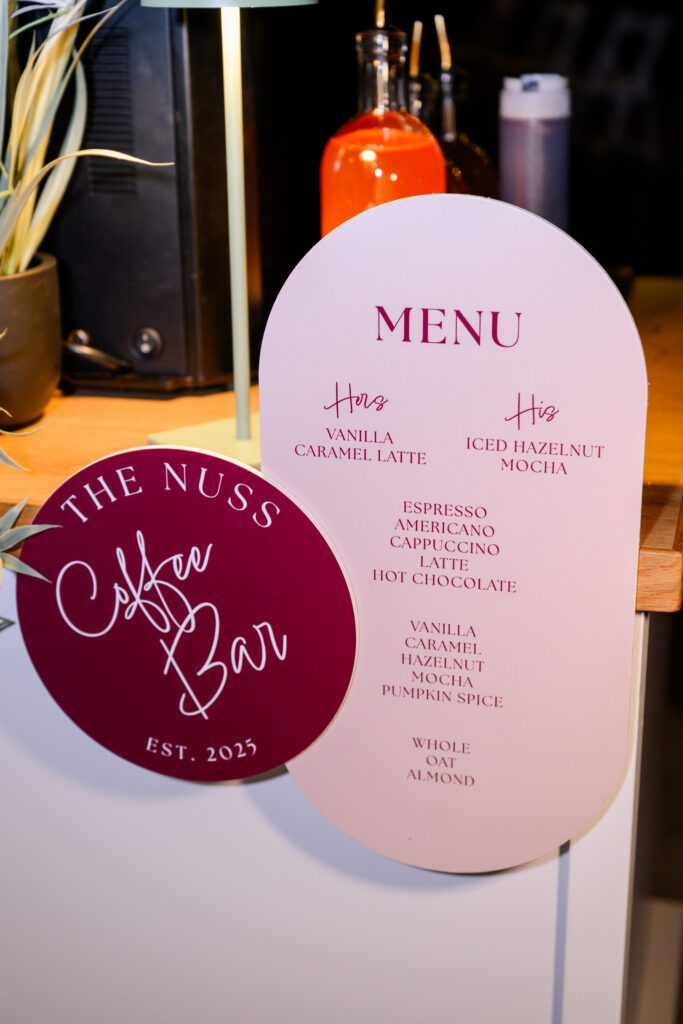 MENU
Hers
VANILLA
CARAMEL LATTE
His
ICED HAZELNUT
MOCHA
ESPRESSO
AMERICANO
CAPPUCCINO
LATTE
HOT CHOCOLATE
VANILLA
CARAMEL
HAZELNUT
MOCHA
PUMPKIN SPICE
WHOLE
OAT
ALMOND
THE NUSS
Coffee
Bar
EST. 2025